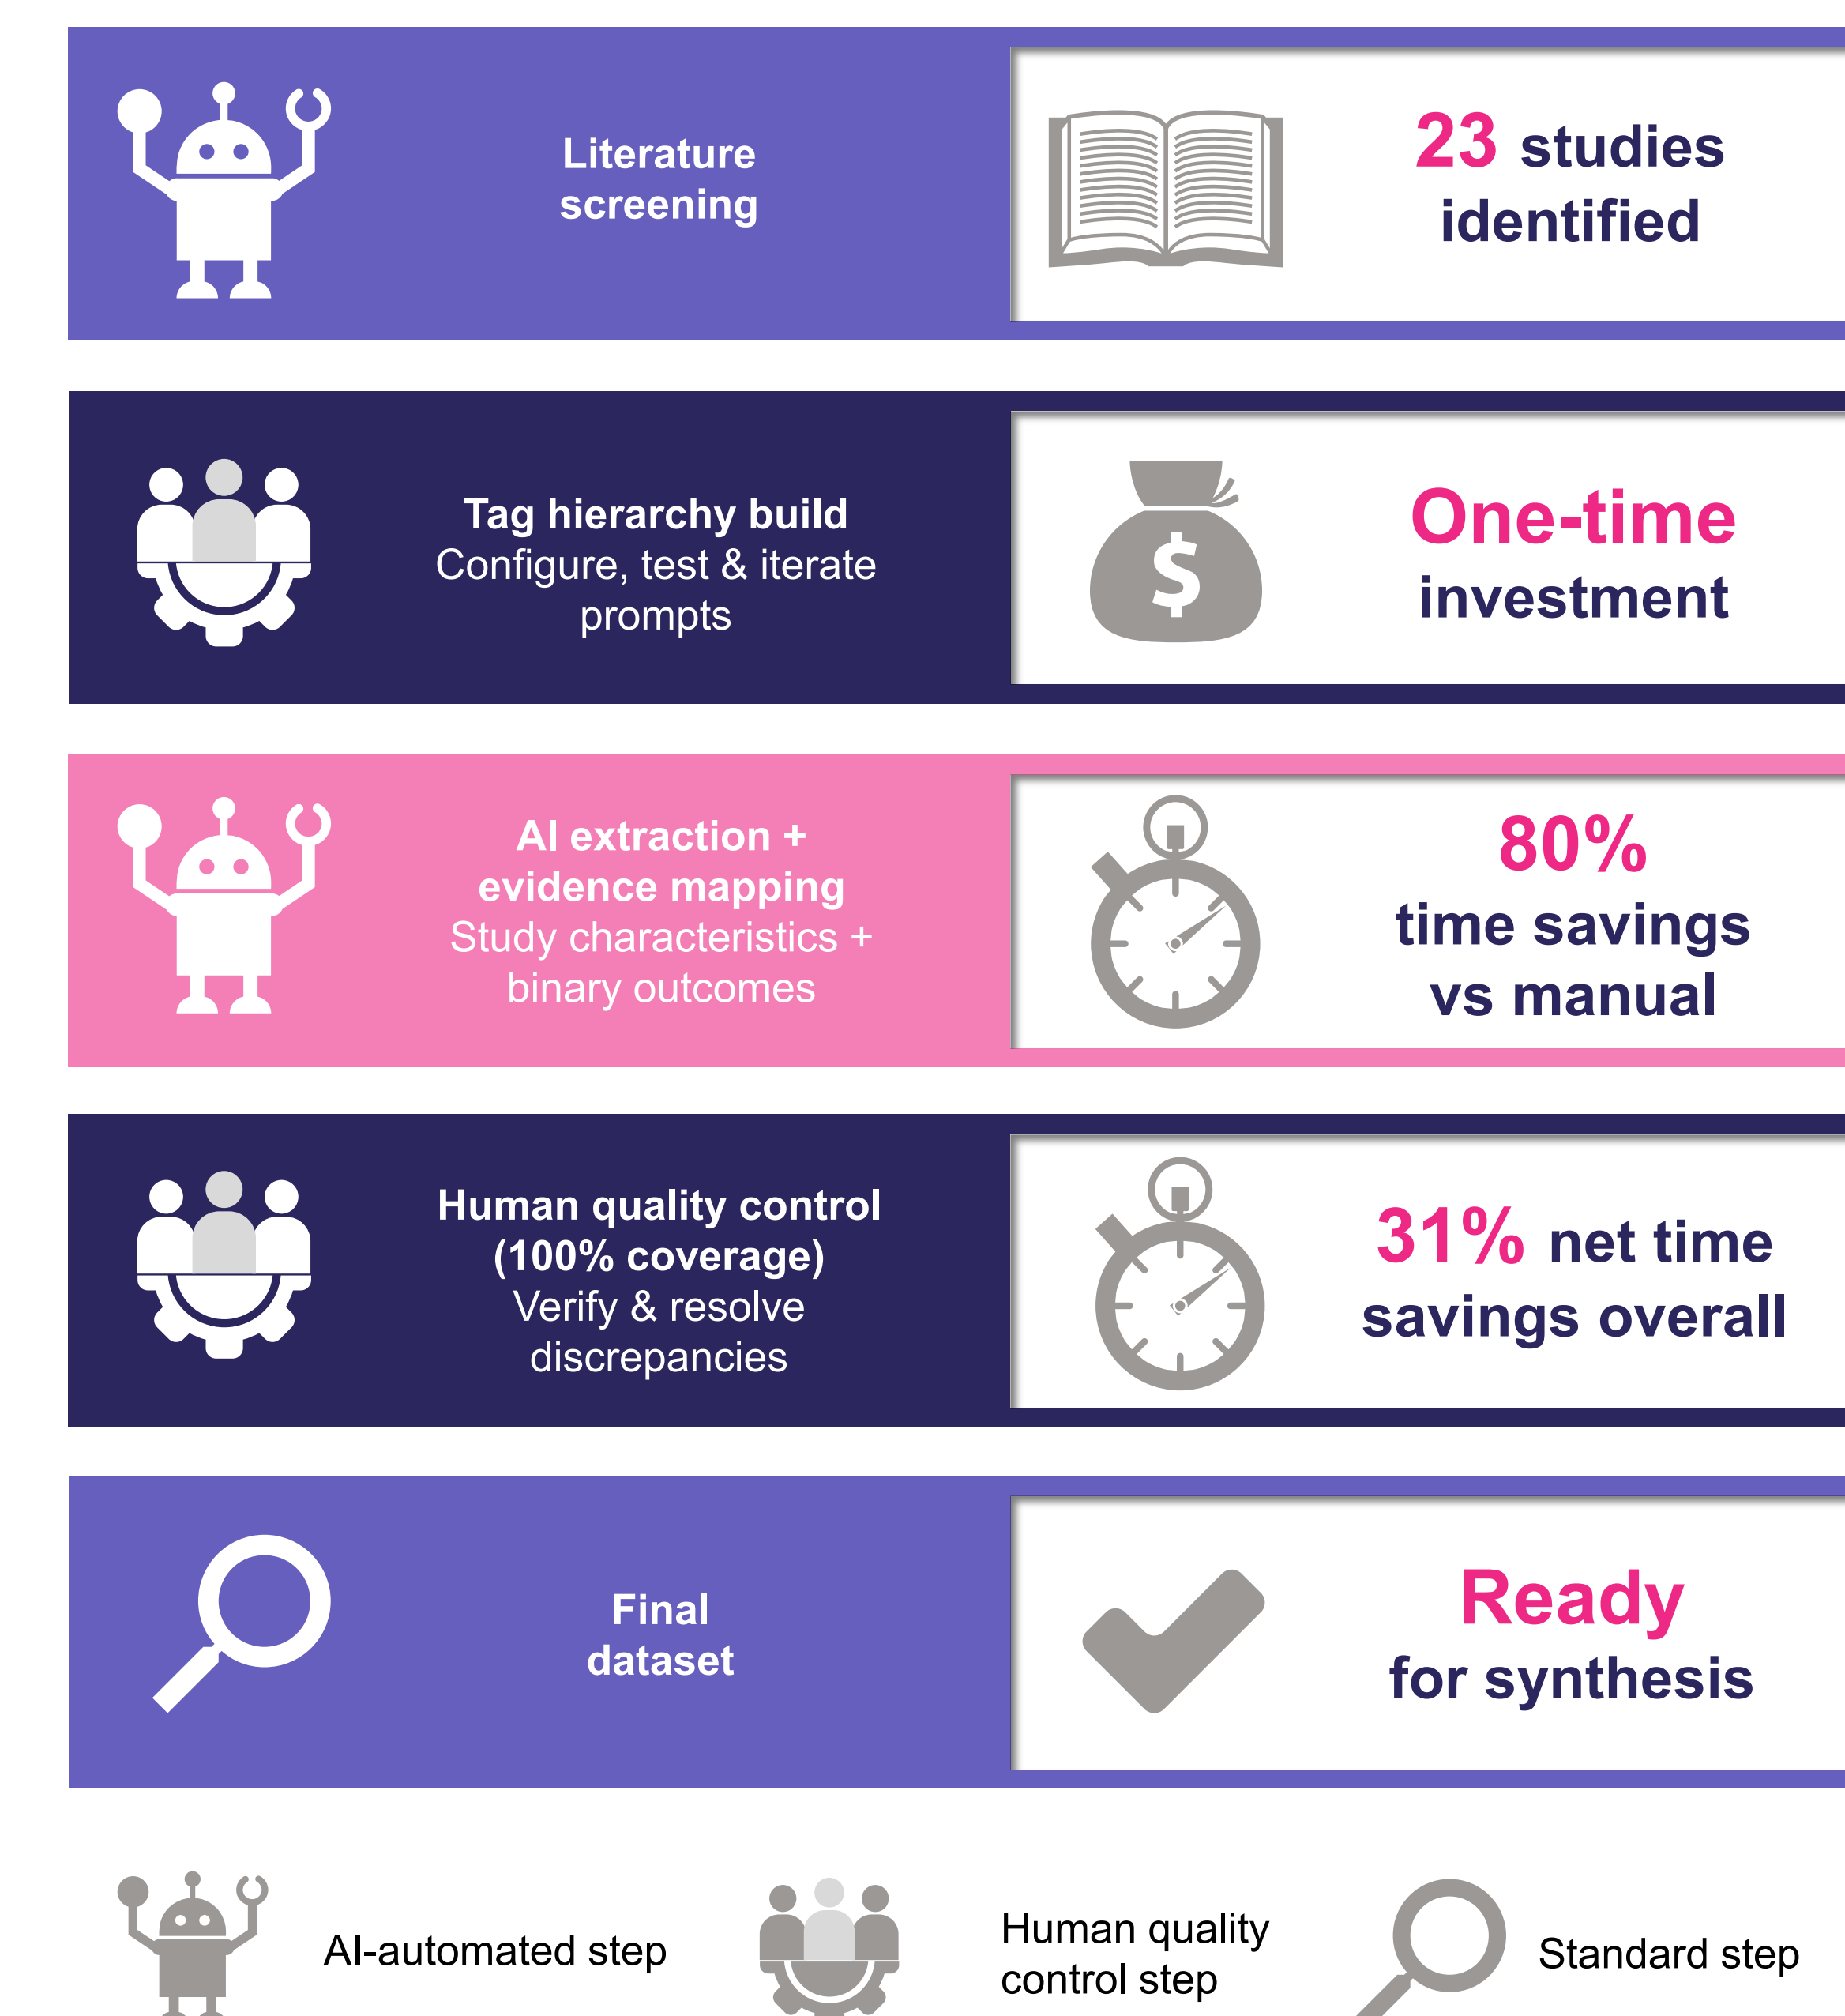 Literature
screening
23 studies
identified
Tag hierarchy build
Configure, test & iterate
prompts
$
One-time
investment
AI extraction +
evidence mapping
Study characteristics +
binary outcomes
80%
time savings
vs manual
Human quality control
(100% coverage)
Verify & resolve
discrepancies
31% net time
savings overall
Final
dataset
Ready
for synthesis
AI-automated step
Human quality
control step
Standard step